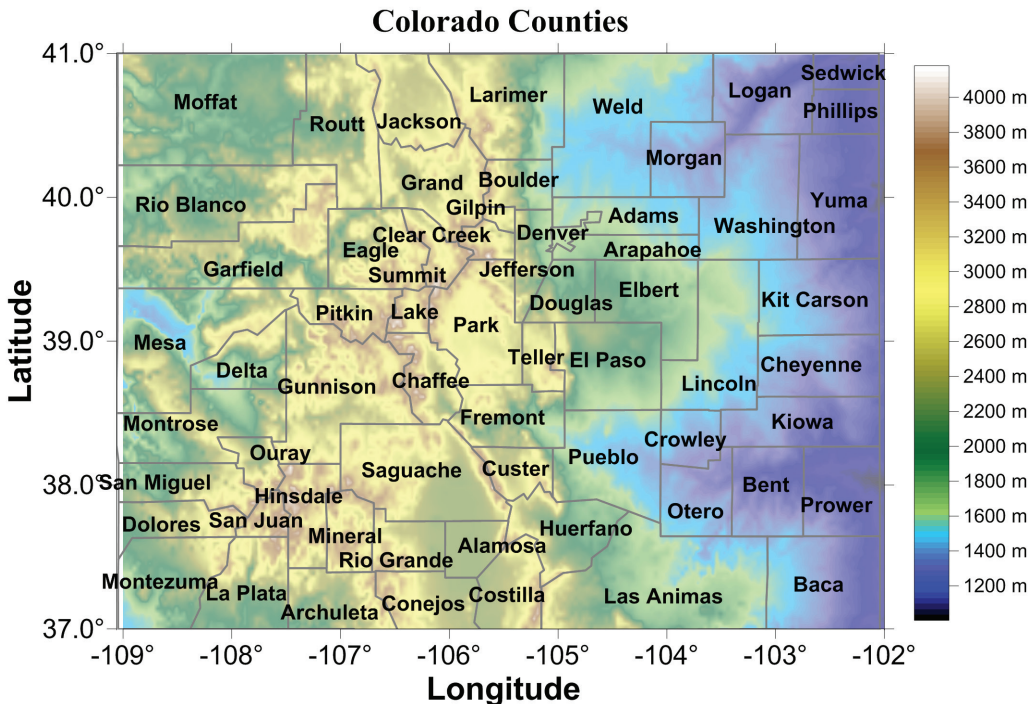 Colorado Counties
41.0°
40.0°
39.0°
38.0°
37.0°
Latitude
-109°
-108°
-107°
-106°
-105°
-104°
-103°
-102°
Longitude
Moffat
Routt
Jackson
Larimer
Weld
Logan
Sedwick
Phillips
Morgan
Grand
Boulder
Gilpin
Rio Blanco
Yuma
Adams
Washington
Denver
Clear Creek
Eagle
Arapahoe
Garfield
Summit
Jefferson
Elbert
Douglas
Kit Carson
Pitkin
Lake
Park
Mesa
Teller
El Paso
Cheyenne
Delta
Gunnison
Chaffee
Lincoln
Montrose
Fremont
Kiowa
Crowley
Ouray
Saguache
Custer
Pueblo
San Miguel
Hinsdale
Bent
Prower
Otero
Dolores
San Juan
Mineral
Huerfano
Rio Grande
Alamosa
Montezuma
La Plata
Costilla
Las Animas
Baca
Archuleta
Conejos
4000 m
3800 m
3600 m
3400 m
3200 m
3000 m
2800 m
2600 m
2400 m
2200 m
2000 m
1800 m
1600 m
1400 m
1200 m